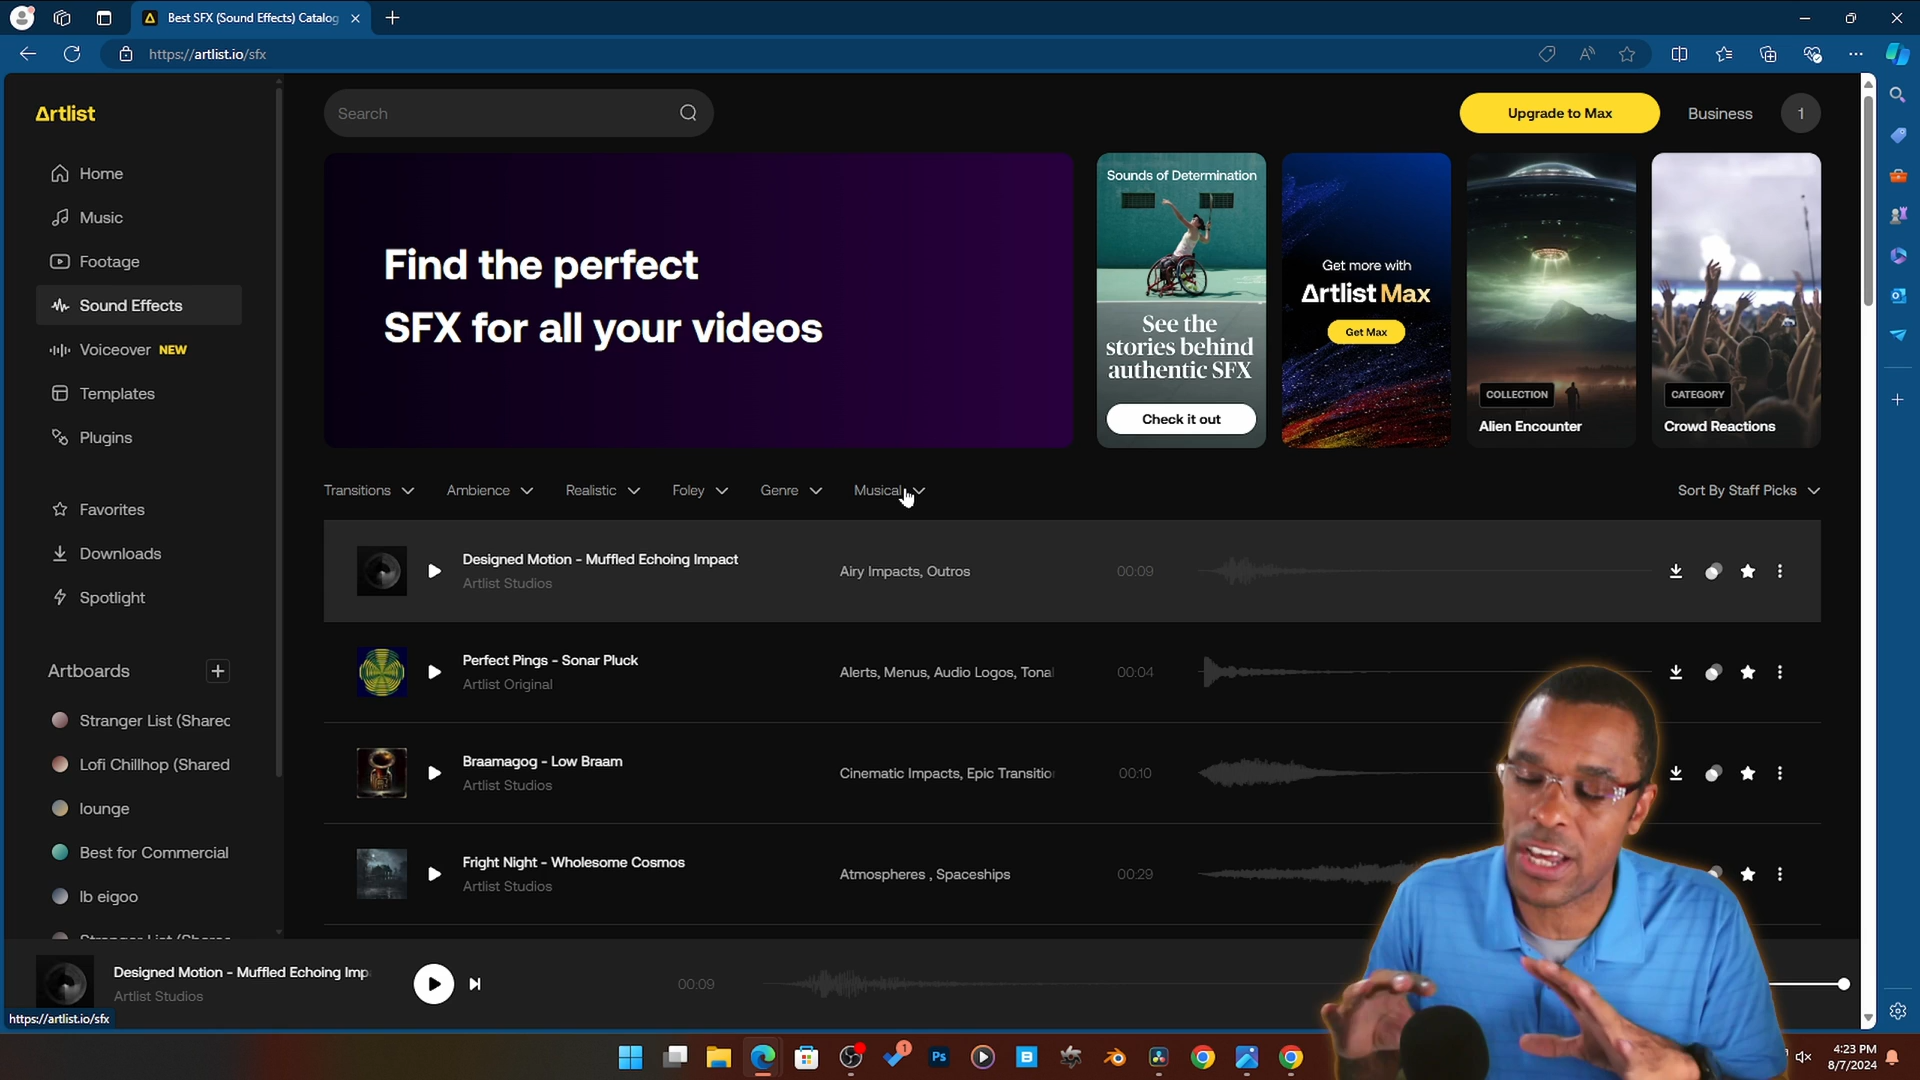 Best SFX (Sound Effects) Catalog
https://artlist.io/sfx
Artlist
Search
Upgrade to Max
Business
1
Home
Music
Footage
Sound Effects
Voiceover NEW
Templates
Plugins
Favorites
Downloads
Spotlight
Artboards
Stranger List (Shared
Lofi Chillhop (Shared
lounge
Best for Commercial
lb eigoo
Find the perfect
SFX for all your videos
Sounds of Determination
See the
stories behind
authentic SFX
Check it out
Get more with
Artlist Max
Get Max
COLLECTION
Alien Encounter
CATEGORY
Crowd Reactions
Transitions
Ambience
Realistic
Foley
Genre
Musical
Sort By Staff Picks
Designed Motion - Muffled Echoing Impact
Artlist Studios
Airy Impacts, Outros
00:09
Perfect Pings - Sonar Pluck
Artlist Original
Alerts, Menus, Audio Logos, Tonal
00:04
Braamagog - Low Braam
Artlist Studios
Cinematic Impacts, Epic Transitio
00:10
Fright Night - Wholesome Cosmos
Artlist Studios
Atmospheres , Spaceships
00:29
Designed Motion - Muffled Echoing Imp
Artlist Studios
00:09
https://artlist.io/sfx
1
Ps
B
4:23 PM
8/7/2024